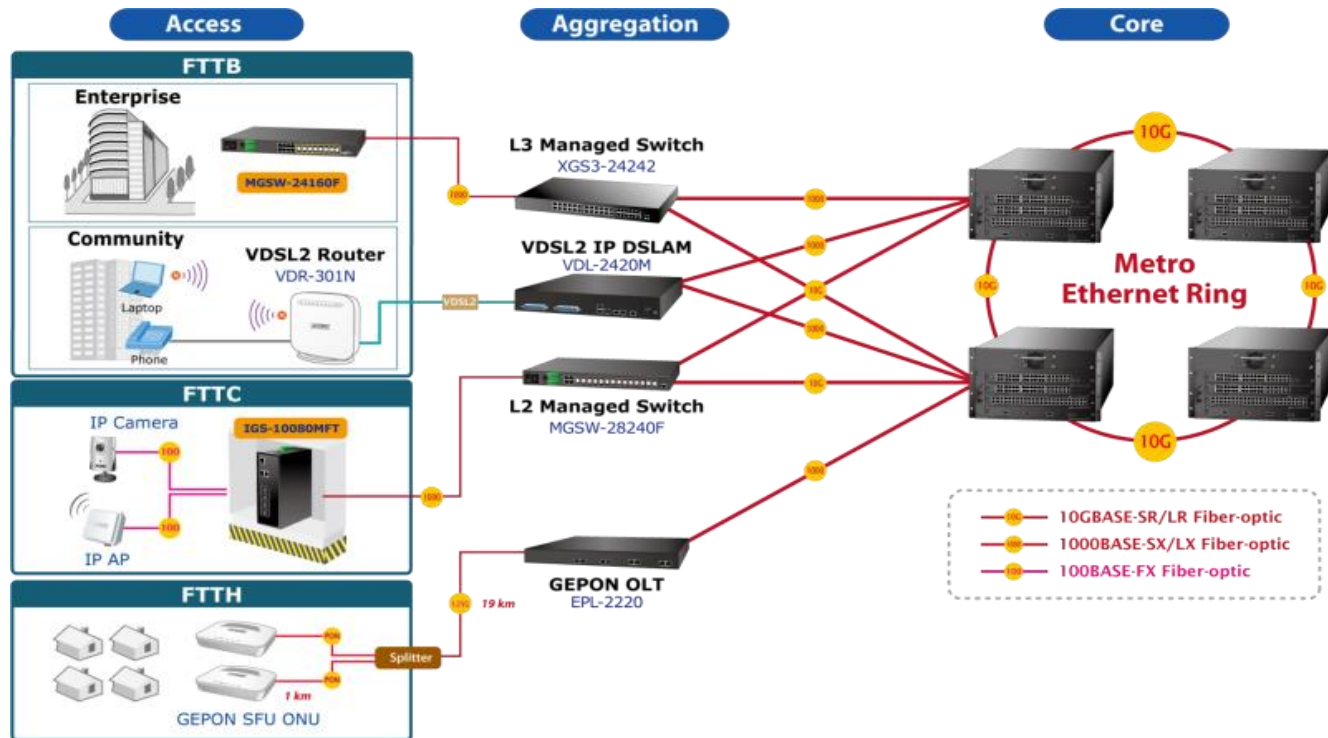 Access
Aggregation
Core
FTTB
Enterprise
MGSW-24160F
L3 Managed Switch
XGS3-24242
10G
Community
Laptop
Phone
VDSL2 Router
VDR-301N
VDSL2
VDSL2 IP DSLAM
VDL-2420M
1000
1000
1000
10G
10G
10G
10G
Metro
Ethernet Ring
FTTC
IP Camera
100
100
IP AP
IGS-10080MFT
L2 Managed Switch
MGSW-28240F
10G
1000
10G
10GBASE-SR/LR Fiber-optic
1000
1000BASE-SX/LX Fiber-optic
100
100BASE-FX Fiber-optic
FTTH
PON
PON
1 km
GEPON SFU ONU
Splitter
19 km
GEPON OLT
EPL-2220